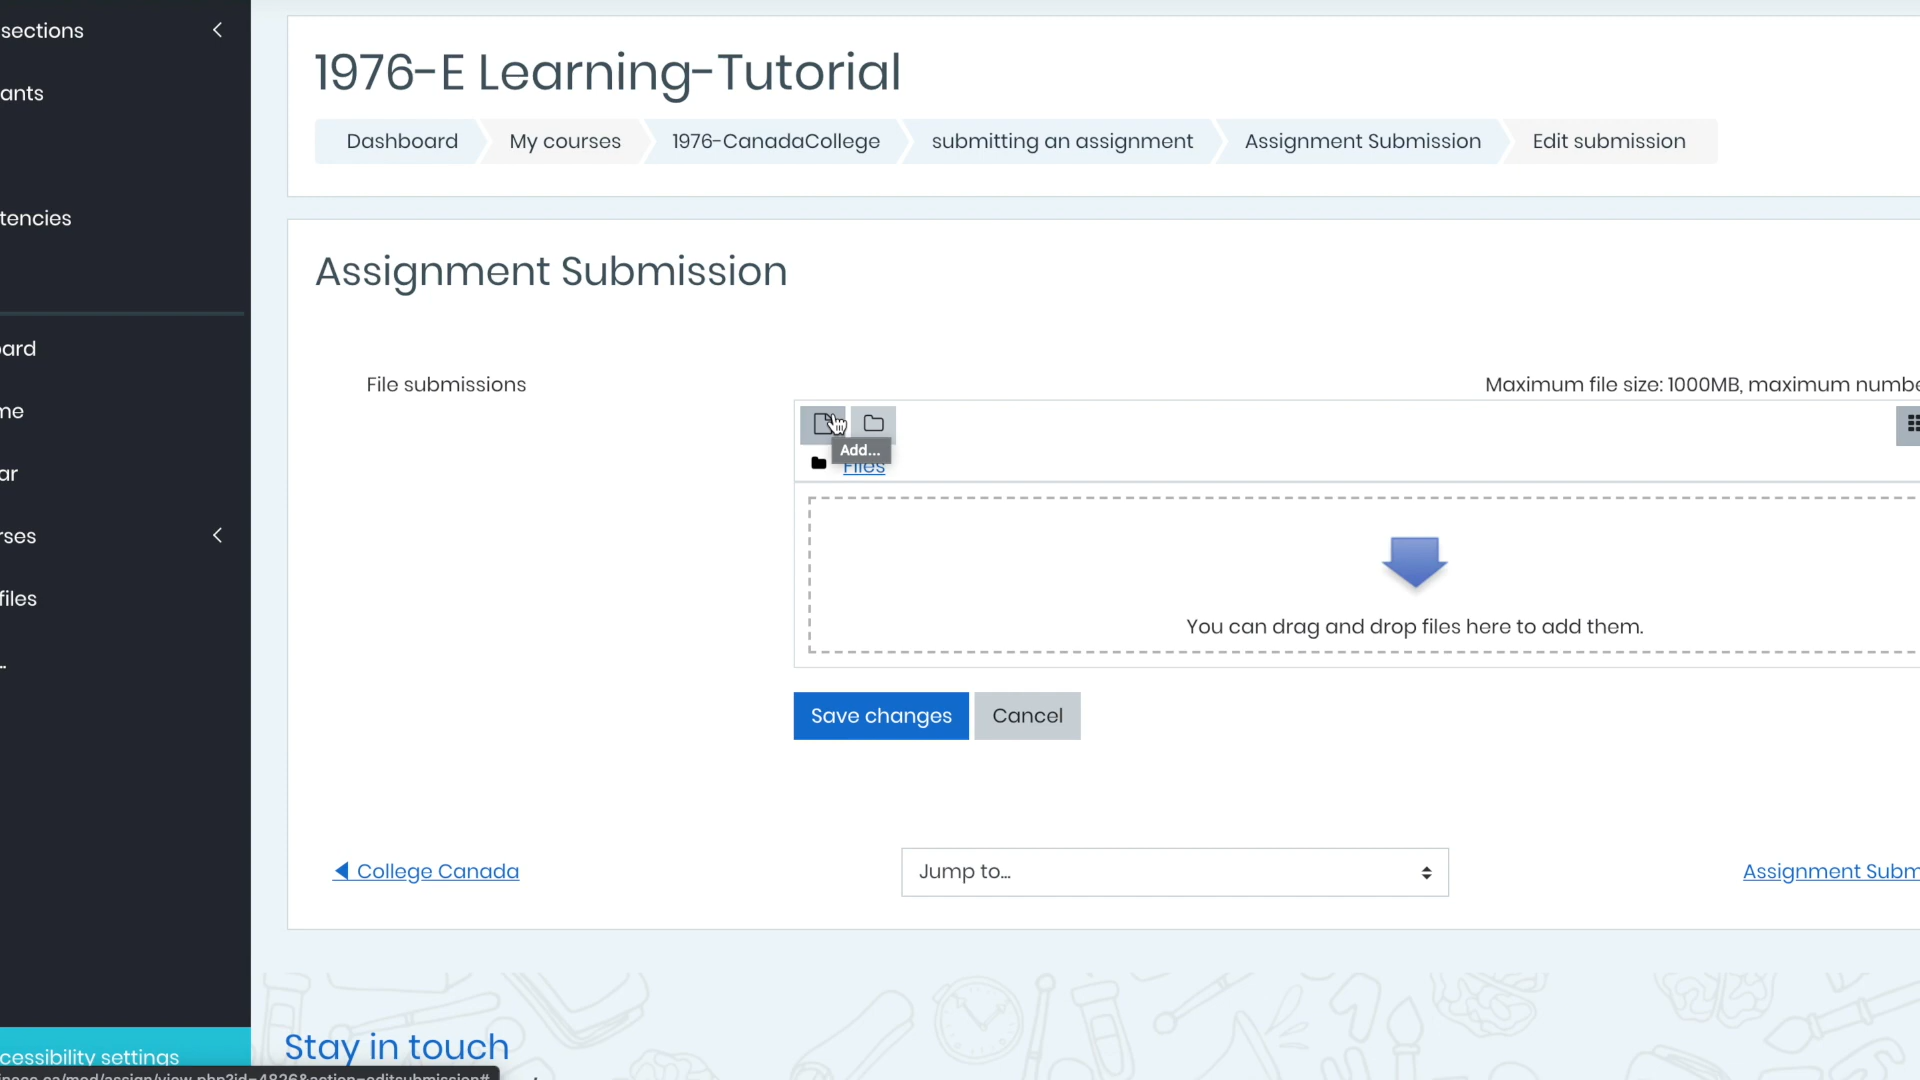 sections
ants
tencies
ard
me
ar
rses
files
..
cessibility settings
1976-E Learning-Tutorial
Dashboard
My courses
1976-CanadaCollege
submitting an assignment
Assignment Submission
Edit submission
Assignment Submission
File submissions
Maximum file size: 1000MB, maximum numbe
Add...
Files
You can drag and drop files here to add them.
Save changes
Cancel
College Canada
Jump to...
Assignment Subm
Stay in touch